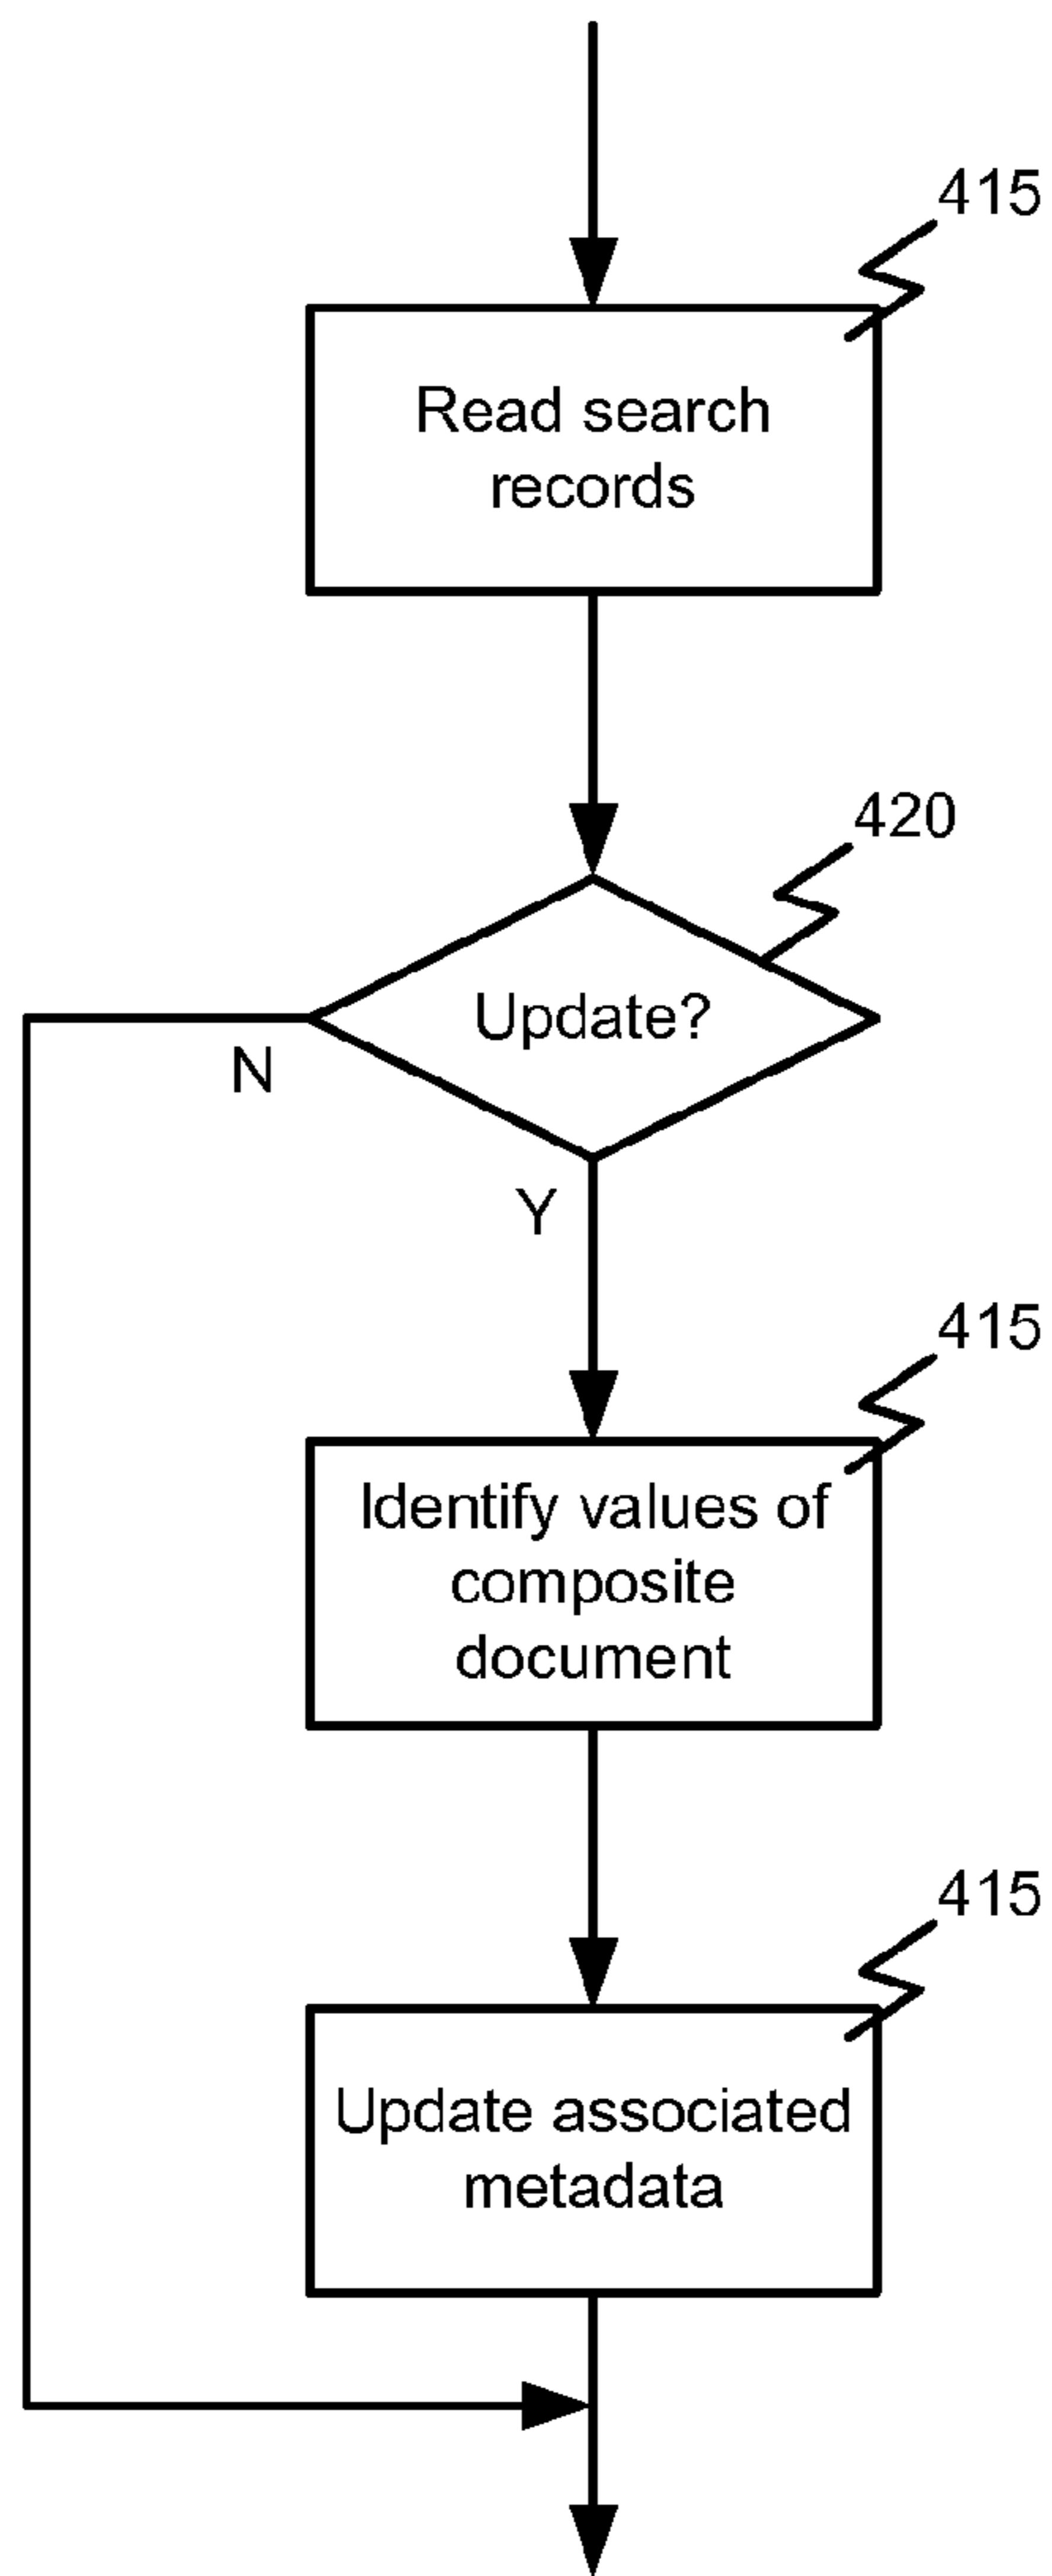 415
Read search
records
420
Update?
N
Y
415
Identify values of
composite
document
415
Update associated
metadata